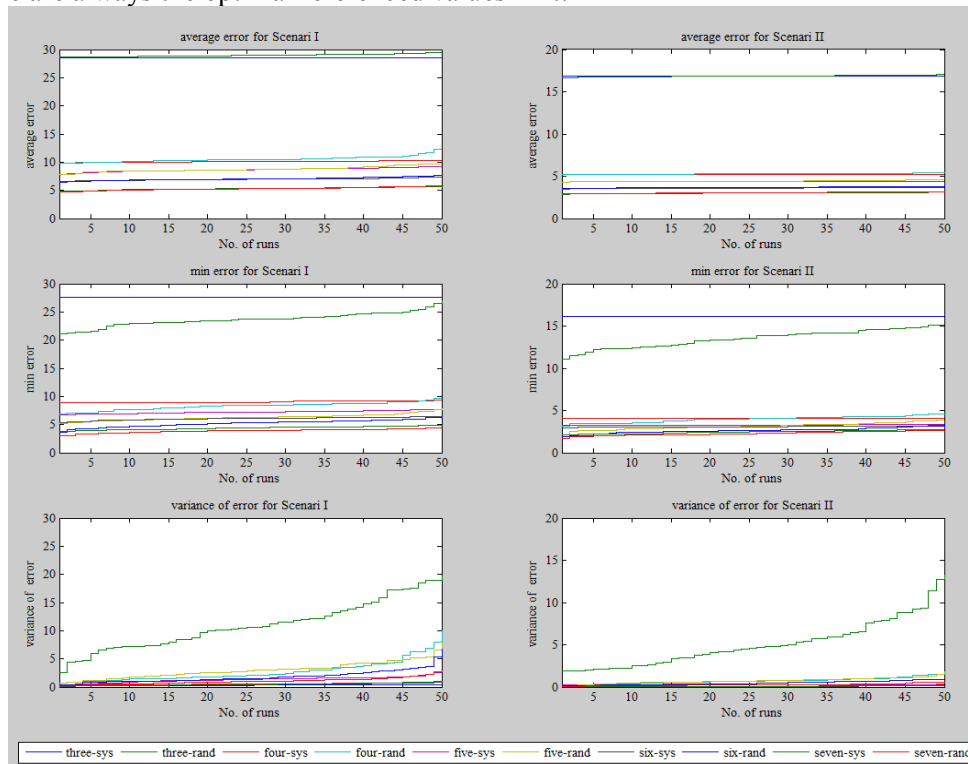 average error for Scenari I
30
25
20
15
10
5
0
average error
5 10 15 20 25 30 35 40 45 50
No. of runs
average error for Scenari II
20
15
10
5
0
average error
5 10 15 20 25 30 35 40 45 50
No. of runs
min error for Scenari I
30
25
20
15
10
5
0
min error
5 10 15 20 25 30 35 40 45 50
No. of runs
min error for Scenari II
20
15
10
5
0
min error
5 10 15 20 25 30 35 40 45 50
No. of runs
variance of error for Scenari I
30
25
20
15
10
5
0
variance of error
5 10 15 20 25 30 35 40 45 50
No. of runs
variance of error for Scenari II
20
15
10
5
0
variance of error
5 10 15 20 25 30 35 40 45 50
No. of runs
three-sys three-rand four-sys four-rand five-sys five-rand six-sys six-rand seven-sys seven-rand